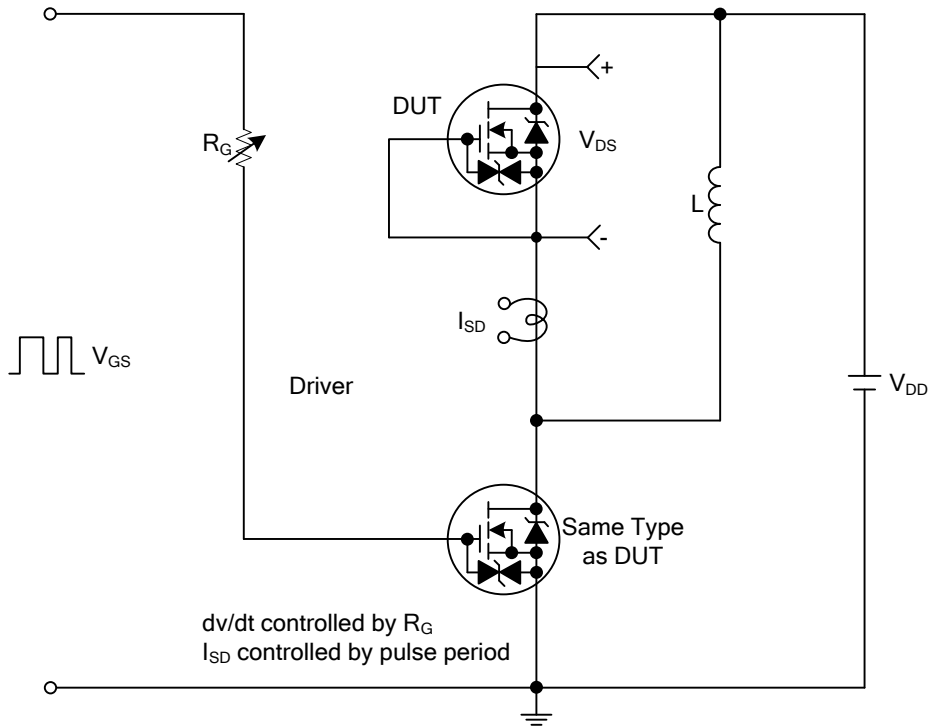 +
DUT
R_G
V_DS
L
-
I_SD
V_GS
Driver
V_DD
Same Type
as DUT
dv/dt controlled by R_G
I_SD controlled by pulse period